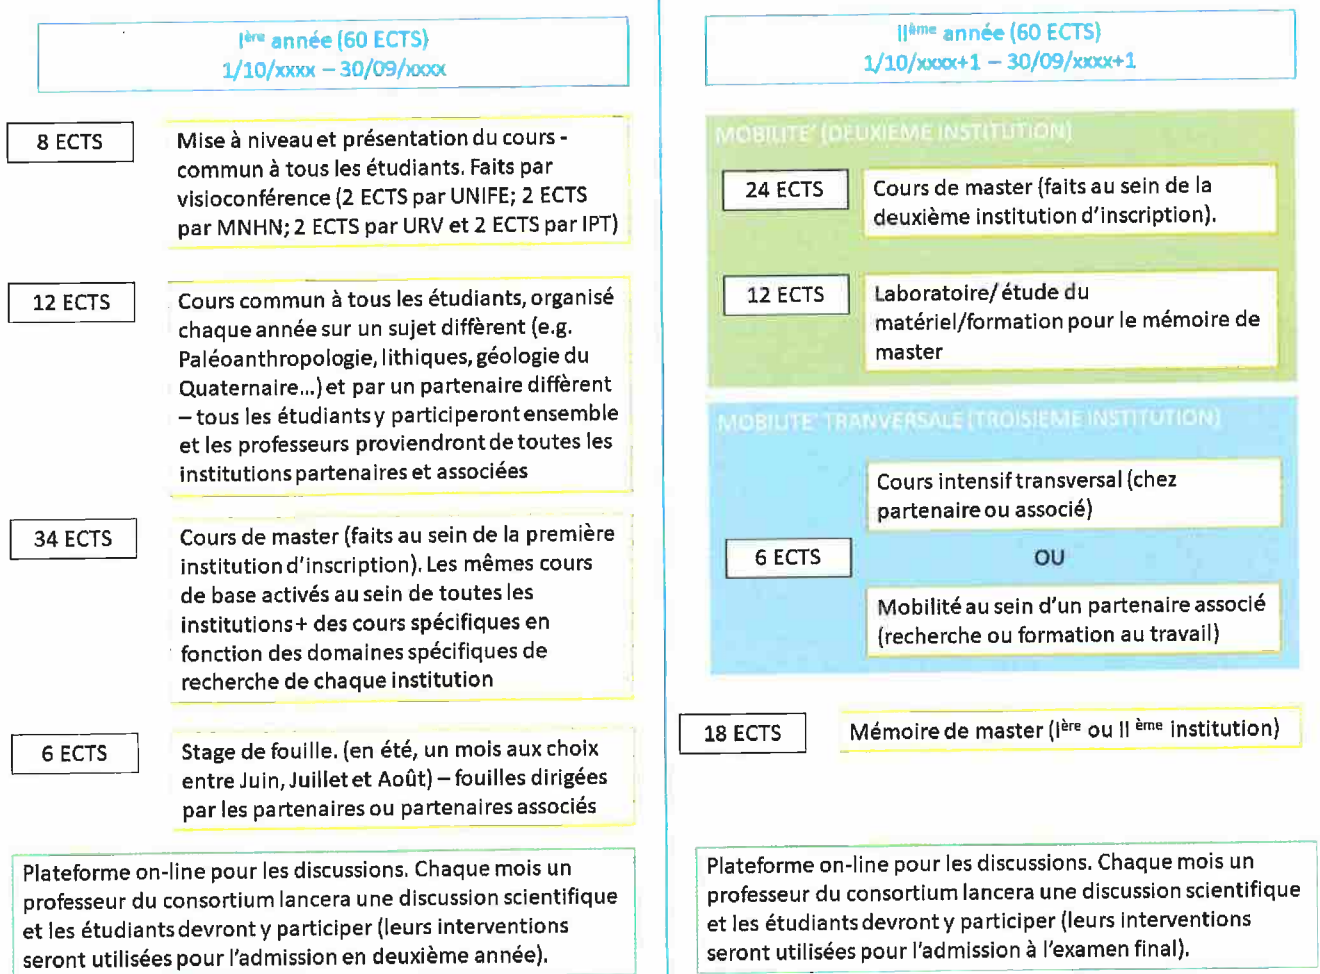 Ière année (60 ECTS)
1/10/xxxx – 30/09/xxxx
8 ECTS
Mise à niveau et présentation du cours -
commun à tous les étudiants. Faits par
visioconférence (2 ECTS par UNIFE; 2 ECTS
par MNHN; 2 ECTS par URV et 2 ECTS par IPT)
12 ECTS
Cours commun à tous les étudiants, organisé
chaque année sur un sujet diffèrent (e.g.
Paléoanthropologie, lithiques, géologie du
Quaternaire...) et par un partenaire diffèrent
– tous les étudiants y participeront ensemble
et les professeurs proviendront de toutes les
institutions partenaires et associées
34 ECTS
Cours de master (faits au sein de la première
institution d'inscription). Les mêmes cours
de base activés au sein de toutes les
institutions + des cours spécifiques en
fonction des domaines spécifiques de
recherche de chaque institution
6 ECTS
Stage de fouille. (en été, un mois aux choix
entre Juin, Juillet et Août) – fouilles dirigées
par les partenaires ou partenaires associés
Plateforme on-line pour les discussions. Chaque mois un
professeur du consortium lancera une discussion scientifique
et les étudiants devront y participer (leurs interventions
seront utilisées pour l'admission en deuxième année).
IIème année (60 ECTS)
1/10/xxxx+1 – 30/09/xxxx+1
MOBILITE' (DEUXIEME INSTITUTION)
24 ECTS
Cours de master (faits au sein de la
deuxième institution d'inscription).
12 ECTS
Laboratoire/ étude du
matériel/formation pour le mémoire de
master
MOBILITE' TRANVERSALE (TROISIEME INSTITUTION)
Cours intensif transversal (chez
partenaire ou associé)
6 ECTS
OU
Mobilité au sein d'un partenaire associé
(recherche ou formation au travail)
18 ECTS
Mémoire de master (Ière ou II ème institution)
Plateforme on-line pour les discussions. Chaque mois un
professeur du consortium lancera une discussion scientifique
et les étudiants devront y participer (leurs interventions
seront utilisées pour l'admission à l'examen final).